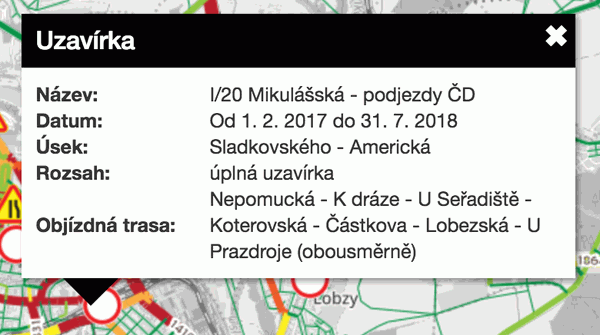 Uzavírka
Název: I/20 Mikulášská - podjezdy ČD
Datum: Od 1. 2. 2017 do 31. 7. 2018
Úsek: Sladkovského - Americká
Rozsah: úplná uzavírka
Objízdná trasa: Nepomucká - K dráze - U Seřadiště -
Koterovská - Částkova - Lobezská - U
Prazdroje (obousměrně)
Lobzy